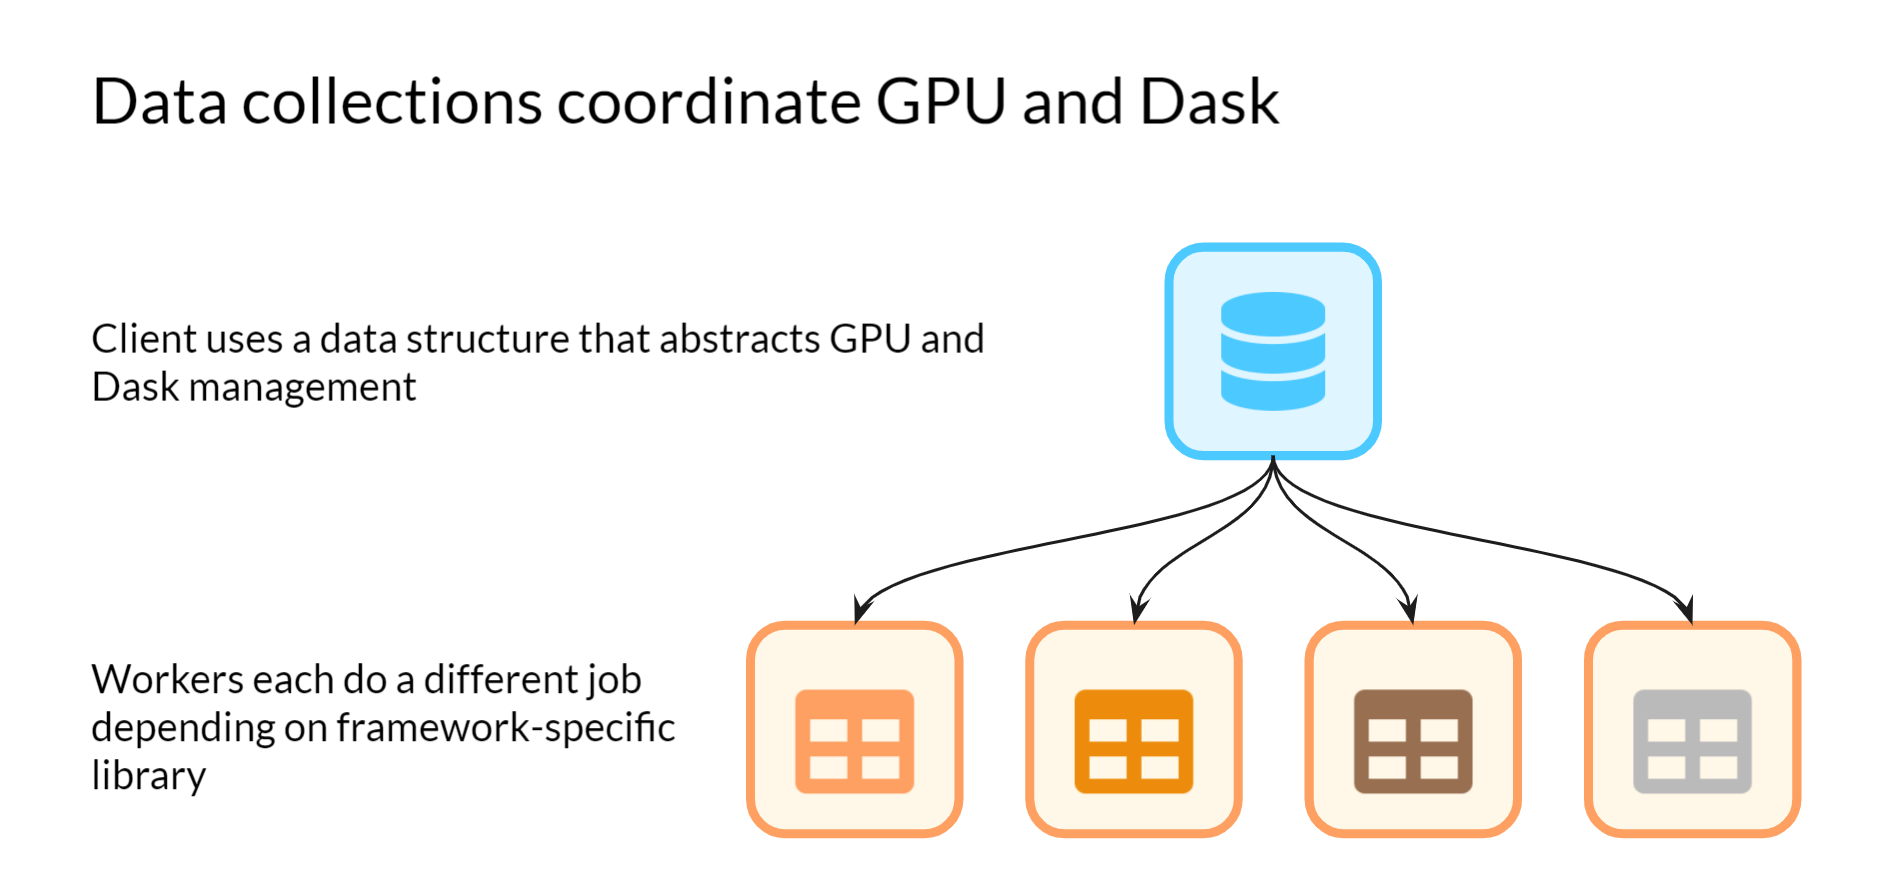 Data collections coordinate GPU and Dask
Client uses a data structure that abstracts GPU and
Dask management
Workers each do a different job
depending on framework-specific
library